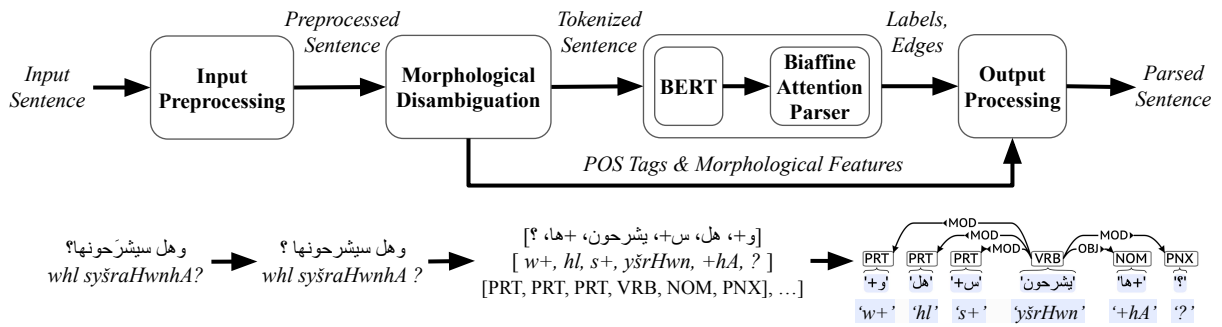 Input
Sentence
Input
Preprocessing
Preprocessed
Sentence
Morphological
Disambiguation
Tokenized
Sentence
BERT
Biaffine
Attention
Parser
Labels,
Edges
Output
Processing
Parsed
Sentence
POS Tags & Morphological Features
وهل سيشرَحونها؟
whl syšraHwnhA?
وهل سيشرحونها ؟
whl syšraHwnhA ?
[و+، هل، س+، يشرحون، +ها، ؟]
[ w+, hl, s+, yšrHwn, +hA, ? ]
[PRT, PRT, PRT, VRB, NOM, PNX], …]
MOD
MOD
MOD
OBJ
MOD
PRT PRT PRT VRB NOM PNX
'و+' 'هل' 'س+' 'يشرحون' '+ها' '؟'
‘w+’ ‘hl’ ‘s+’ ‘yšrHwn’ ‘+hA’ ‘?’